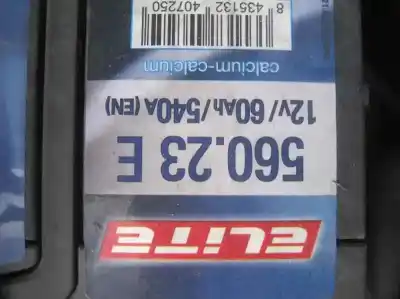 ELITE
560.23 E
12v/ 60Ah/540A (EN)
calcium-calcium
8 435132 407250